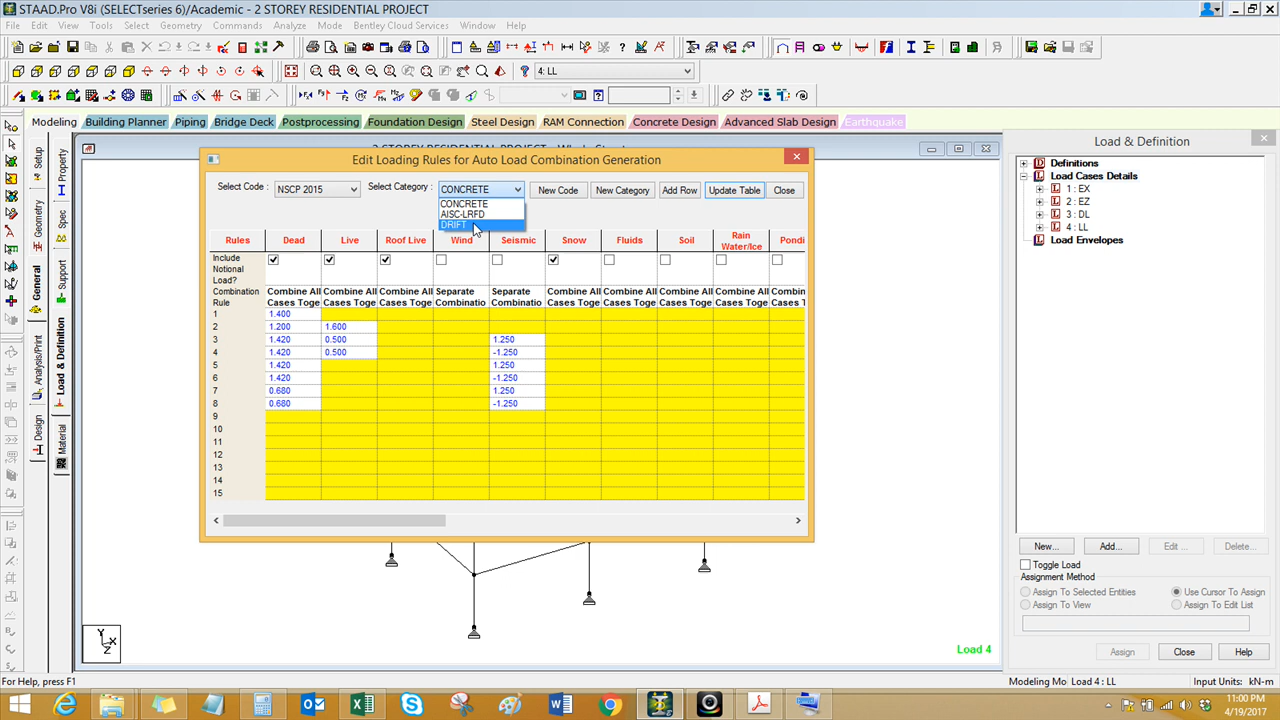 STAAD.Pro V8i (SELECTseries 6)/Academic - 2 STOREY RESIDENTIAL PROJECT
File Edit View Tools Select Geometry Commands Analyze Mode Bentley Cloud Services Window Help
4: LL
Modeling Building Planner Piping Bridge Deck Postprocessing Foundation Design Steel Design RAM Connection Concrete Design Advanced Slab Design Earthquake
Setup
Geometry
General
Analysis/Print
Design
Property
Spec
Support
Load & Definition
Material
Edit Loading Rules for Auto Load Combination Generation
Select Code : NSCP 2015 Select Category : CONCRETE New Code New Category Add Row Update Table Close
CONCRETE
AISC-LRFD
DRIFT
Rules Dead Live Roof Live Wind Seismic Snow Fluids Soil Rain Water/Ice Pondi
Include Notional Load?
Combination Rule Combine All Cases Toge Combine All Cases Toge Combine All Cases Toge Separate Combinatio Separate Combinatio Combine All Cases Toge Combine All Cases Toge Combine All Cases Toge Combine All Cases Toge Combin Cases T
1 1.400
2 1.200 1.600
3 1.420 0.500 1.250
4 1.420 0.500 -1.250
5 1.420 1.250
6 1.420 -1.250
7 0.680 1.250
8 0.680 -1.250
9
10
11
12
13
14
15
Y
X
Z
Load 4
Load & Definition
Definitions
Load Cases Details
1 : EX
2 : EZ
3 : DL
4 : LL
Load Envelopes
New... Add... Edit ... Delete...
Toggle Load
Assignment Method
Assign To Selected Entities Use Cursor To Assign
Assign To View Assign To Edit List
Assign Close Help
For Help, press F1 Modeling Mo Load 4 : LL Input Units: kN-m
11:00 PM
4/19/2017